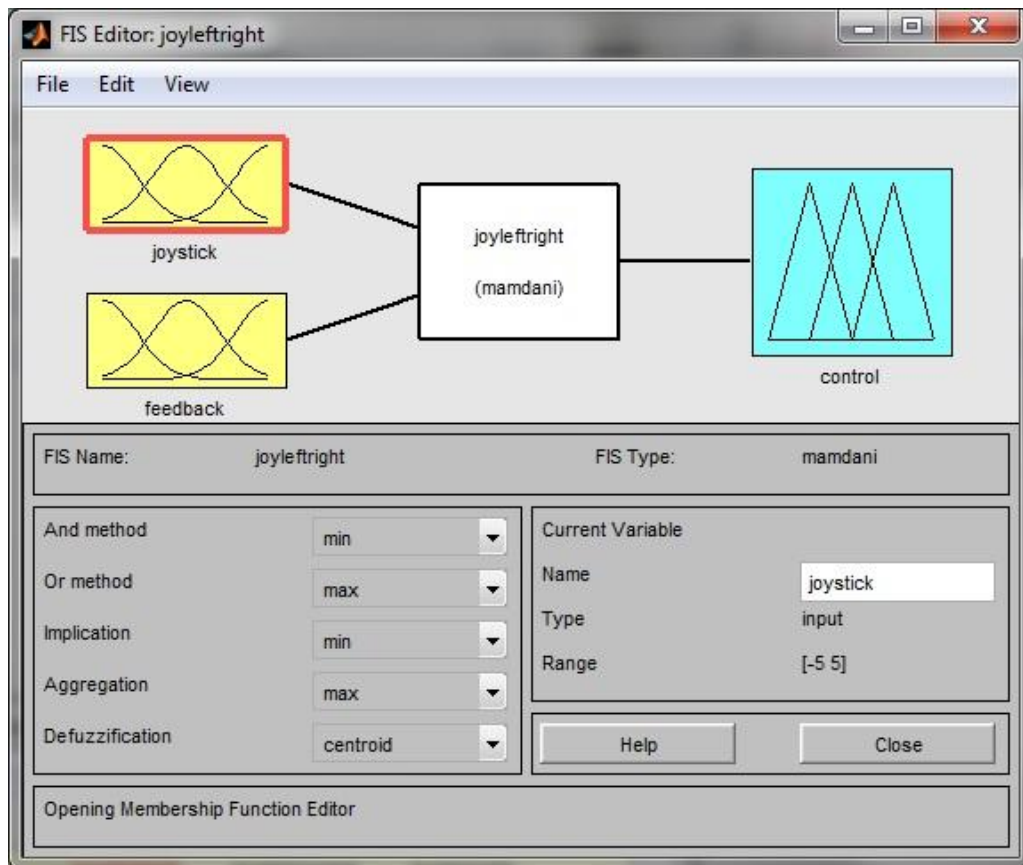 FIS Editor: joyleftright
File Edit View
joystick
feedback
joyleftright
(mamdani)
control
FIS Name: joyleftright FIS Type: mamdani
And method min
Or method max
Implication min
Aggregation max
Defuzzification centroid
Current Variable
Name joystick
Type input
Range [-5 5]
Help Close
Opening Membership Function Editor